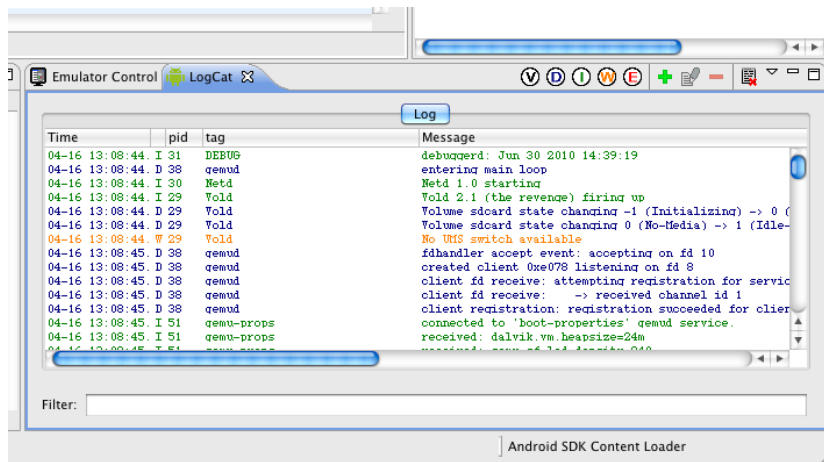 Emulator Control LogCat
V D I W E
Log
Time pid tag Message
04-16 13:08:44. I 31 DEBUG debuggerd: Jun 30 2010 14:39:19
04-16 13:08:44. D 38 qemud entering main loop
04-16 13:08:44. I 30 Netd Netd 1.0 starting
04-16 13:08:44. I 29 Vold Vold 2.1 (the revenge) firing up
04-16 13:08:44. D 29 Vold Volume sdcard state changing -1 (Initializing) -> 0 (
04-16 13:08:44. D 29 Vold Volume sdcard state changing 0 (No-Media) -> 1 (Idle-
04-16 13:08:44. W 29 Vold No UMS switch available
04-16 13:08:45. D 38 qemud fdhandler accept event: accepting on fd 10
04-16 13:08:45. D 38 qemud created client 0xe078 listening on fd 8
04-16 13:08:45. D 38 qemud client fd receive: attempting registration for servic
04-16 13:08:45. D 38 qemud client fd receive: -> received channel id 1
04-16 13:08:45. D 38 qemud client registration: registration succeeded for clien
04-16 13:08:45. I 51 qemu-props connected to 'boot-properties' qemud service.
04-16 13:08:45. I 51 qemu-props received: dalvik.vm.heapsize=24m
Filter:
Android SDK Content Loader